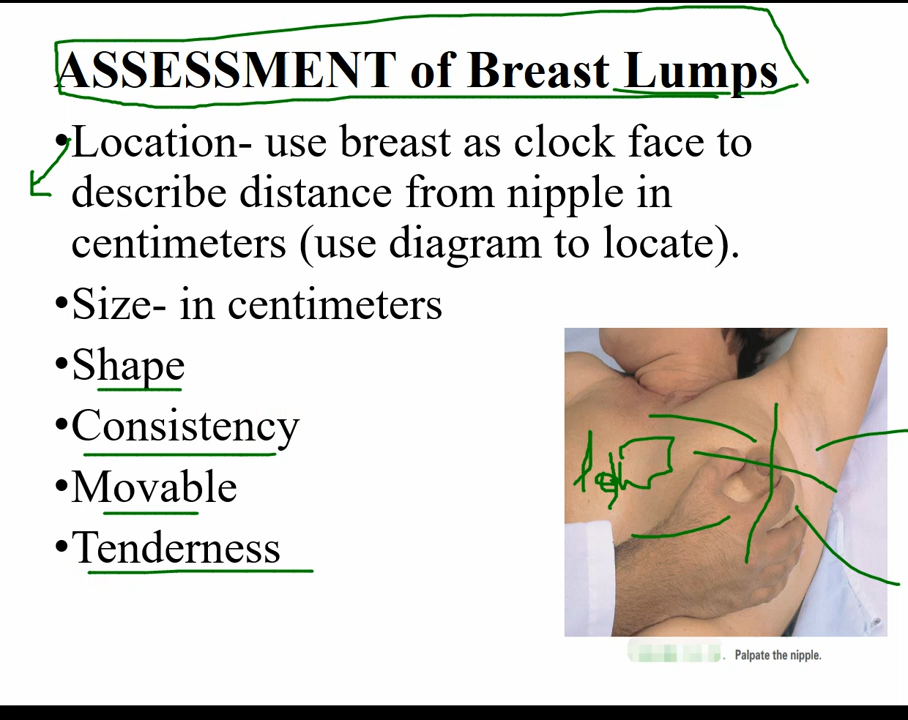 ASSESSMENT of Breast Lumps
•Location- use breast as clock face to
describe distance from nipple in
centimeters (use diagram to locate).
•Size- in centimeters
•Shape
•Consistency
•Movable
•Tenderness
Palpate the nipple.